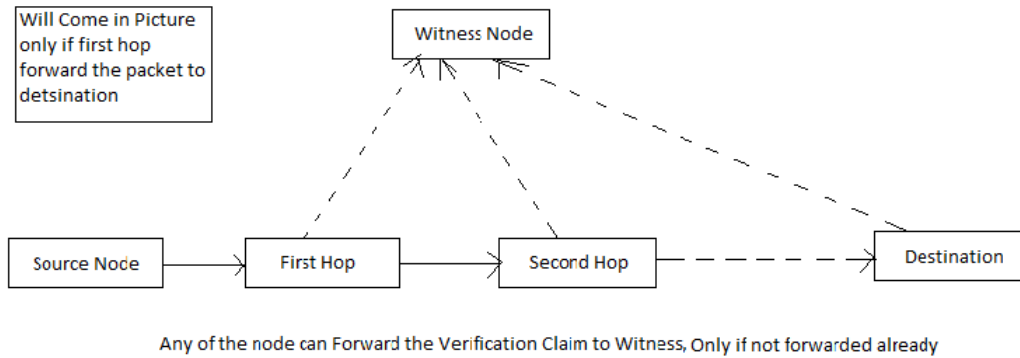 Will Come in Picture
only if first hop
forward the packet to
detsination
Witness Node
Source Node
First Hop
Second Hop
Destination
Any of the node can Forward the Verification Claim to Witness, Only if not forwarded already